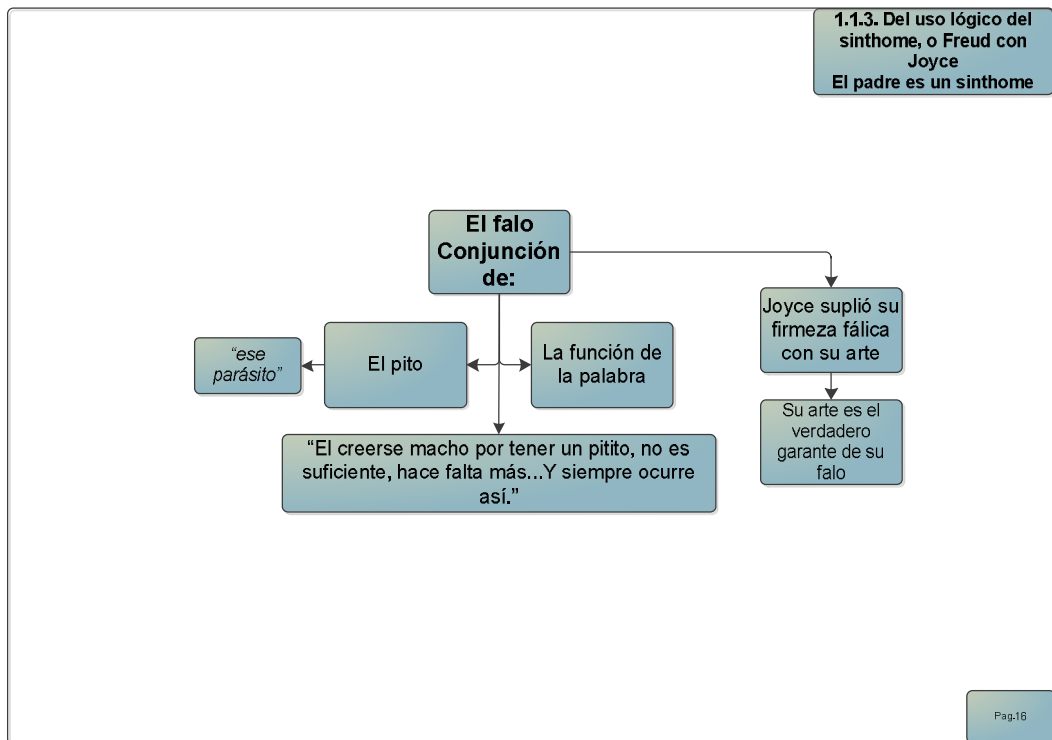 1.1.3. Del uso lógico del
sinthome, o Freud con
Joyce
El padre es un sinthome
El falo
Conjunción
de:
Joyce suplió su
firmeza fálica
con su arte
“ese
parásito”
El pito
La función de
la palabra
Su arte es el
verdadero
garante de su
falo
“El creerse macho por tener un pitito, no es
suficiente, hace falta más...Y siempre ocurre
así.”
Pag.16